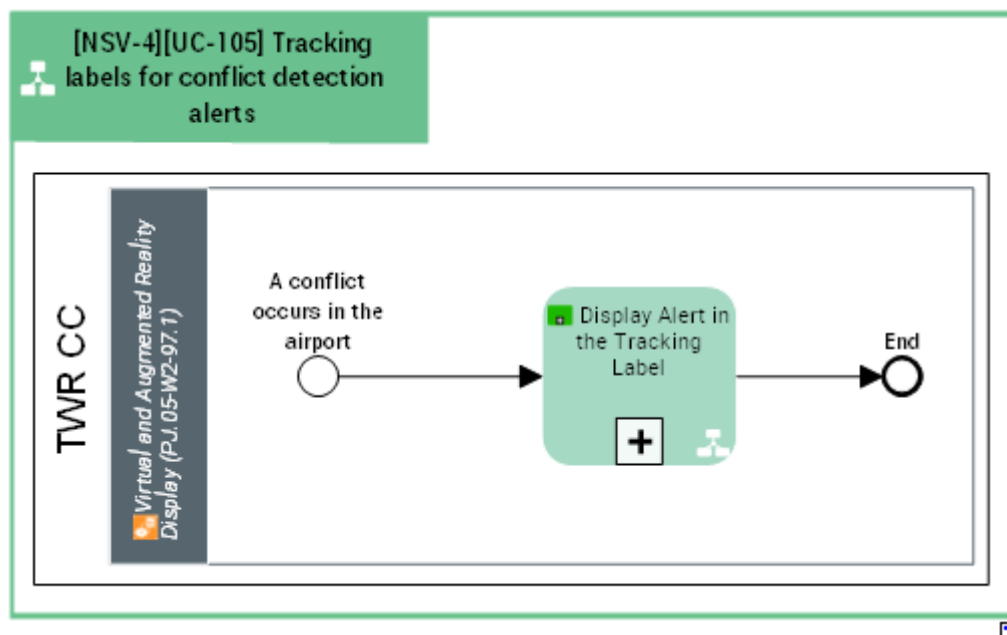 [NSV-4][UC-105] Tracking
labels for conflict detection
alerts
TWR CC
Virtual and Augmented Reality
Display (PJ.05-W2-97.1)
A conflict
occurs in the
airport
Display Alert in
the Tracking
Label
End